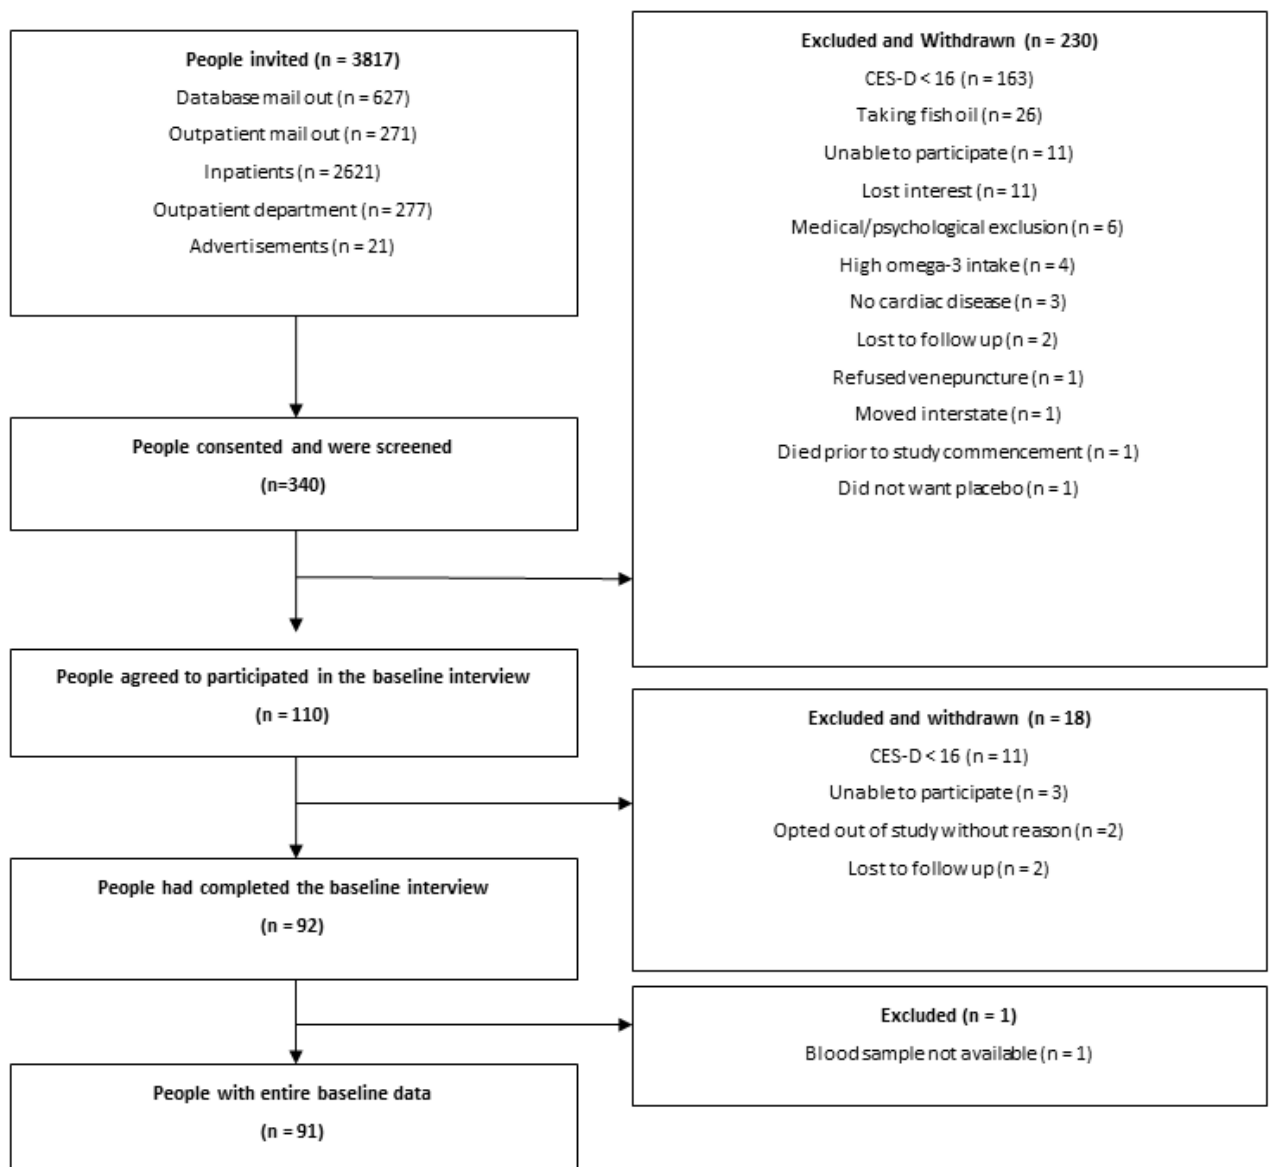 People invited (n = 3817)
Database mail out (n = 627)
Outpatient mail out (n = 271)
Inpatients (n = 2621)
Outpatient department (n = 277)
Advertisements (n = 21)
Excluded and Withdrawn (n = 230)
CES-D < 16 (n = 163)
Taking fish oil (n = 26)
Unable to participate (n = 11)
Lost interest (n = 11)
Medical/psychological exclusion (n = 6)
High omega-3 intake (n = 4)
No cardiac disease (n = 3)
Lost to follow up (n = 2)
Refused venepuncture (n = 1)
Moved interstate (n = 1)
Died prior to study commencement (n = 1)
Did not want placebo (n = 1)
People consented and were screened
(n=340)
People agreed to participated in the baseline interview
(n = 110)
Excluded and withdrawn (n = 18)
CES-D < 16 (n = 11)
Unable to participate (n = 3)
Opted out of study without reason (n =2)
Lost to follow up (n = 2)
People had completed the baseline interview
(n = 92)
Excluded (n = 1)
Blood sample not available (n = 1)
People with entire baseline data
(n = 91)